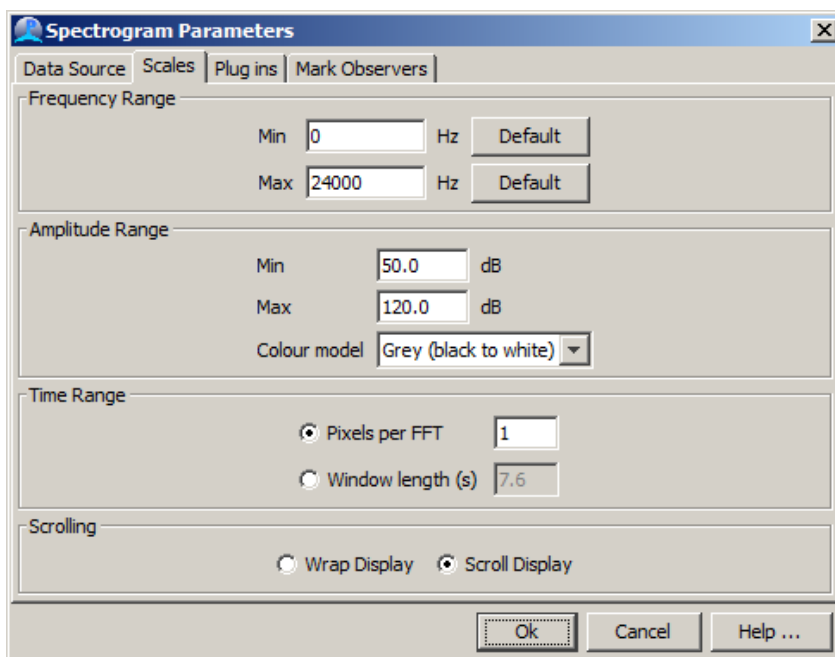 Spectrogram Parameters
Data Source Scales Plug ins Mark Observers
Frequency Range
Min 0 Hz Default
Max 24000 Hz Default
Amplitude Range
Min 50.0 dB
Max 120.0 dB
Colour model Grey (black to white)
Time Range
Pixels per FFT 1
Window length (s) 7.6
Scrolling
Wrap Display Scroll Display
Ok Cancel Help ...